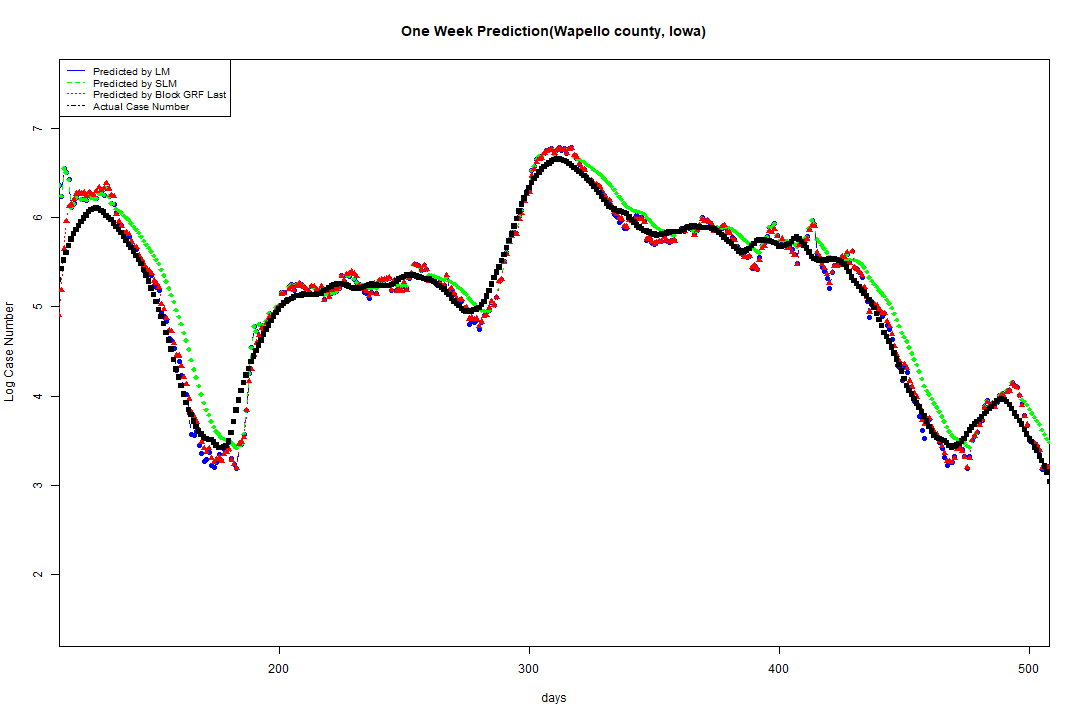 One Week Prediction(Wapello county, Iowa)
Predicted by LM
Predicted by SLM
Predicted by Block GRF Last
Actual Case Number
7
6
5
4
3
2
Log Case Number
200 300 400 500
days